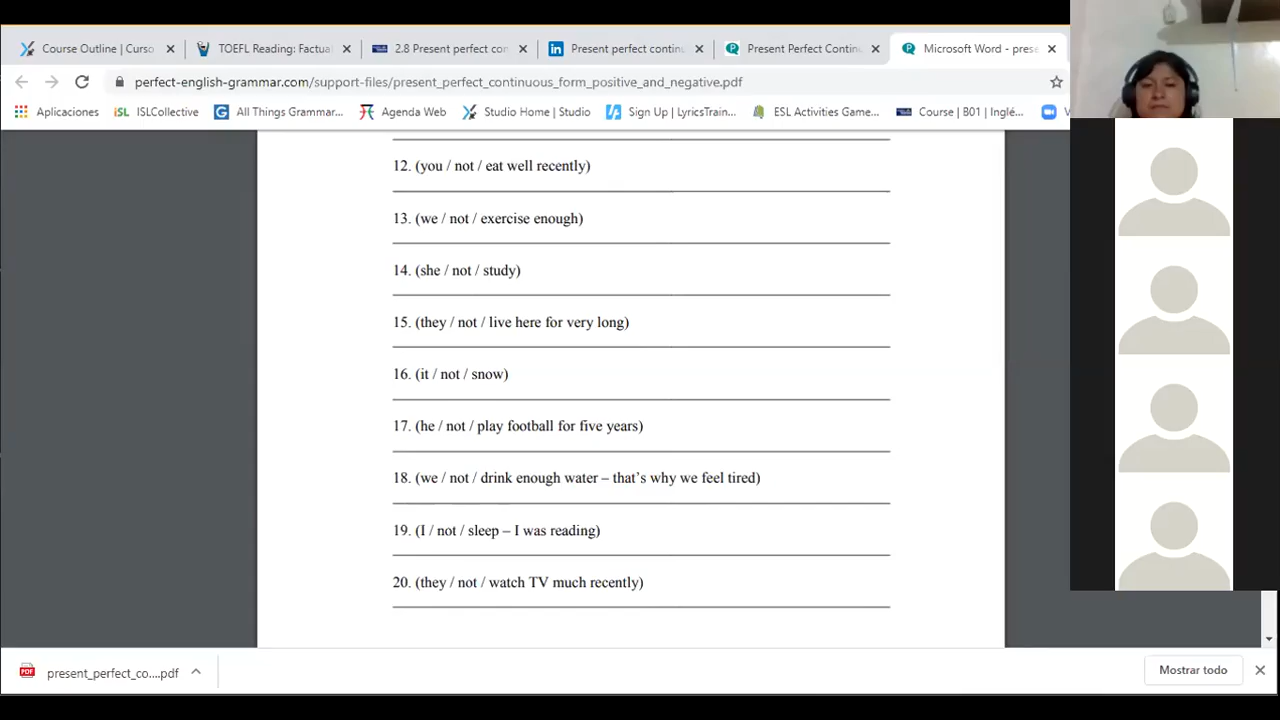 Course Outline | Curso
TOEFL Reading: Factual
2.8 Present perfect con
Present perfect continu
Present Perfect Contin
Microsoft Word - prese
perfect-english-grammar.com/support-files/present_perfect_continuous_form_positive_and_negative.pdf
Aplicaciones
iSLCollective
All Things Grammar...
Agenda Web
Studio Home | Studio
Sign Up | LyricsTrain...
ESL Activities Game...
Course | B01 | Inglé...
12. (you / not / eat well recently)
13. (we / not / exercise enough)
14. (she / not / study)
15. (they / not / live here for very long)
16. (it / not / snow)
17. (he / not / play football for five years)
18. (we / not / drink enough water – that’s why we feel tired)
19. (I / not / sleep – I was reading)
20. (they / not / watch TV much recently)
present_perfect_co....pdf
Mostrar todo